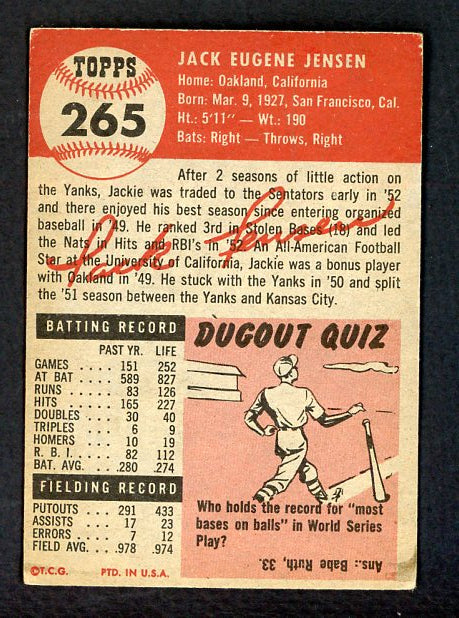 TOPPS
265
JACK EUGENE JENSEN
Home: Oakland, California
Born: Mar. 9, 1927, San Francisco, Cal.
Ht.: 5'11" — Wt.: 190
Bats: Right — Throws, Right
After 2 seasons of little action on
the Yanks, Jackie was traded to the Sentators early in '52
and there enjoyed his best season since entering organized
baseball in '49. He ranked 3rd in Stolen Bases (18) and led
the Nats in Hits and RBI's in '52. An All-American Football
Star at the University of California, Jackie was a bonus player
with Oakland in '49. He stuck with the Yanks in '50 and split
the '51 season between the Yanks and Kansas City.
Jack Jensen
BATTING RECORD
PAST YR. LIFE
GAMES .... 151 252
AT BAT .... 589 827
RUNS .... 83 126
HITS .... 165 227
DOUBLES .... 30 40
TRIPLES .... 6 9
HOMERS .... 10 19
R. B. I. .... 82 112
BAT. AVG. .... .280 .274
FIELDING RECORD
PUTOUTS .... 291 433
ASSISTS .... 17 23
ERRORS .... 7 12
FIELD AVG. .... .978 .974
©T.C.G. PTD. IN U.S.A.
DUGOUT QUIZ
Who holds the record for "most
bases on balls" in World Series
Play?
Ans.: Babe Ruth, 33.